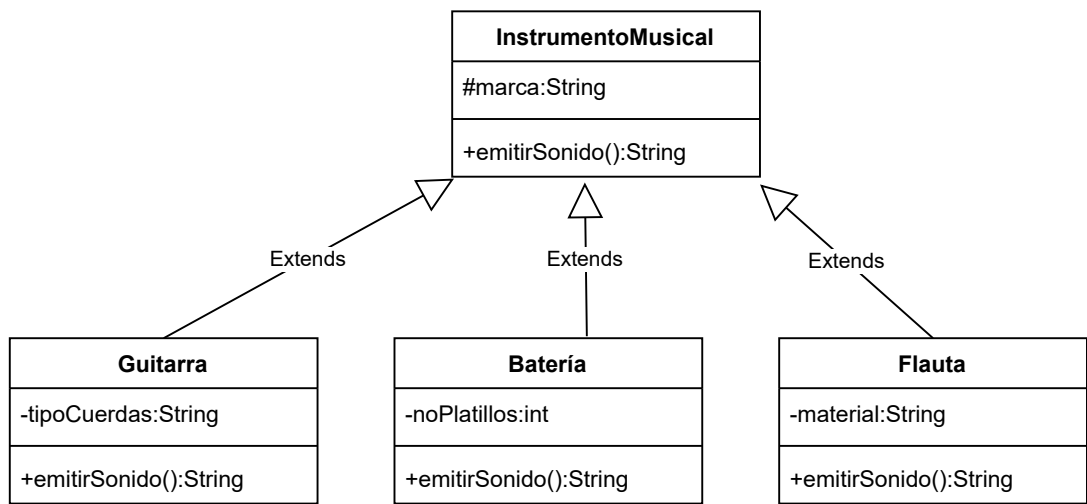 InstrumentoMusical
#marca:String
+emitirSonido():String
Extends
Extends
Extends
Guitarra
-tipoCuerdas:String
+emitirSonido():String
Batería
-noPlatillos:int
+emitirSonido():String
Flauta
-material:String
+emitirSonido():String